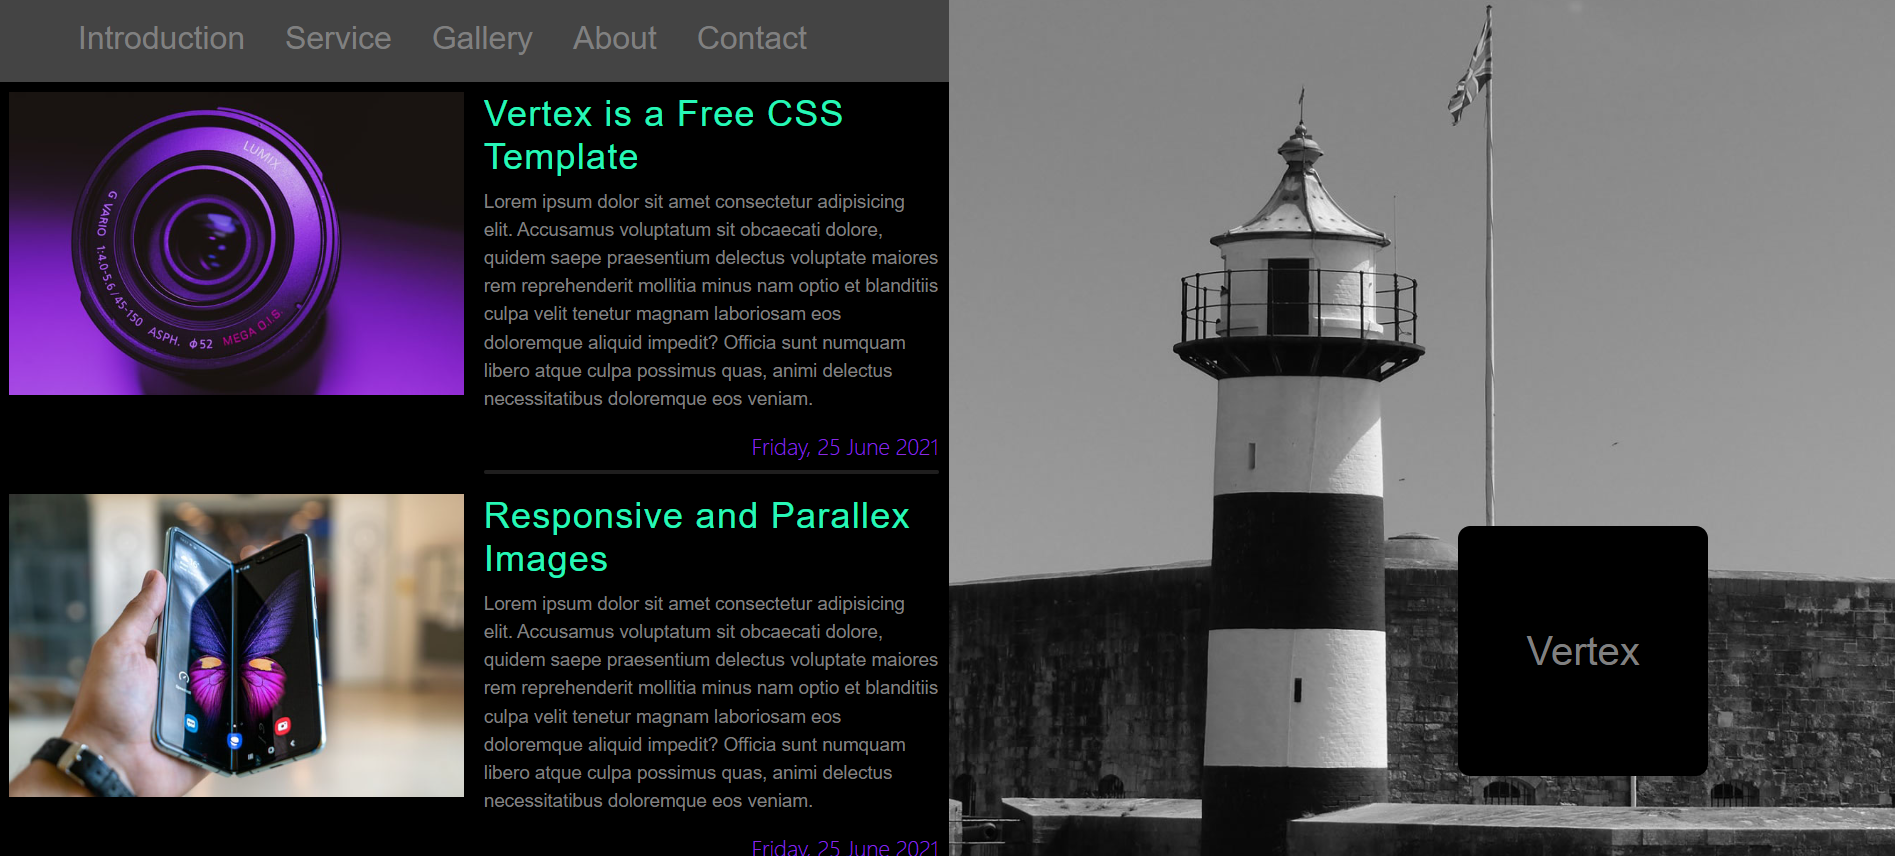 Introduction Service Gallery About Contact
LUMIX
G VARIO 1:4.0-5.6 / 45-150 ASPH. ϕ52 MEGA O.I.S.
Vertex is a Free CSS
Template
Lorem ipsum dolor sit amet consectetur adipisicing
elit. Accusamus voluptatum sit obcaecati dolore,
quidem saepe praesentium delectus voluptate maiores
rem reprehenderit mollitia minus nam optio et blanditiis
culpa velit tenetur magnam laboriosam eos
doloremque aliquid impedit? Officia sunt numquam
libero atque culpa possimus quas, animi delectus
necessitatibus doloremque eos veniam.
Friday, 25 June 2021
Responsive and Parallex
Images
Lorem ipsum dolor sit amet consectetur adipisicing
elit. Accusamus voluptatum sit obcaecati dolore,
quidem saepe praesentium delectus voluptate maiores
rem reprehenderit mollitia minus nam optio et blanditiis
culpa velit tenetur magnam laboriosam eos
doloremque aliquid impedit? Officia sunt numquam
libero atque culpa possimus quas, animi delectus
necessitatibus doloremque eos veniam.
Friday, 25 June 2021
Vertex